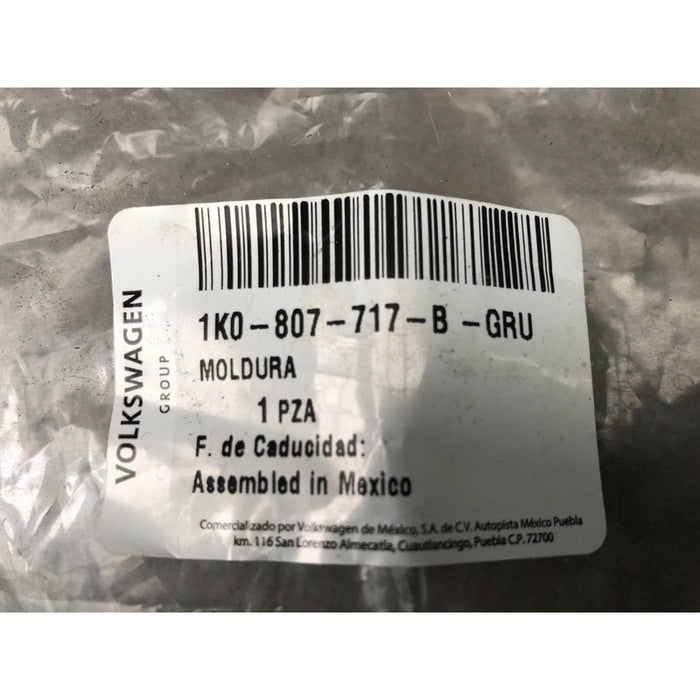 VOLKSWAGEN
GROUP
1K0-807-717-B -GRU
MOLDURA
1 PZA
F. de Caducidad:
Assembled in Mexico
Comercializado por Volkswagen de México, S.A. de C.V. Autopista México Puebla
km. 116 San Lorenzo Almecatla, Cuautlancingo, Puebla C.P. 72700